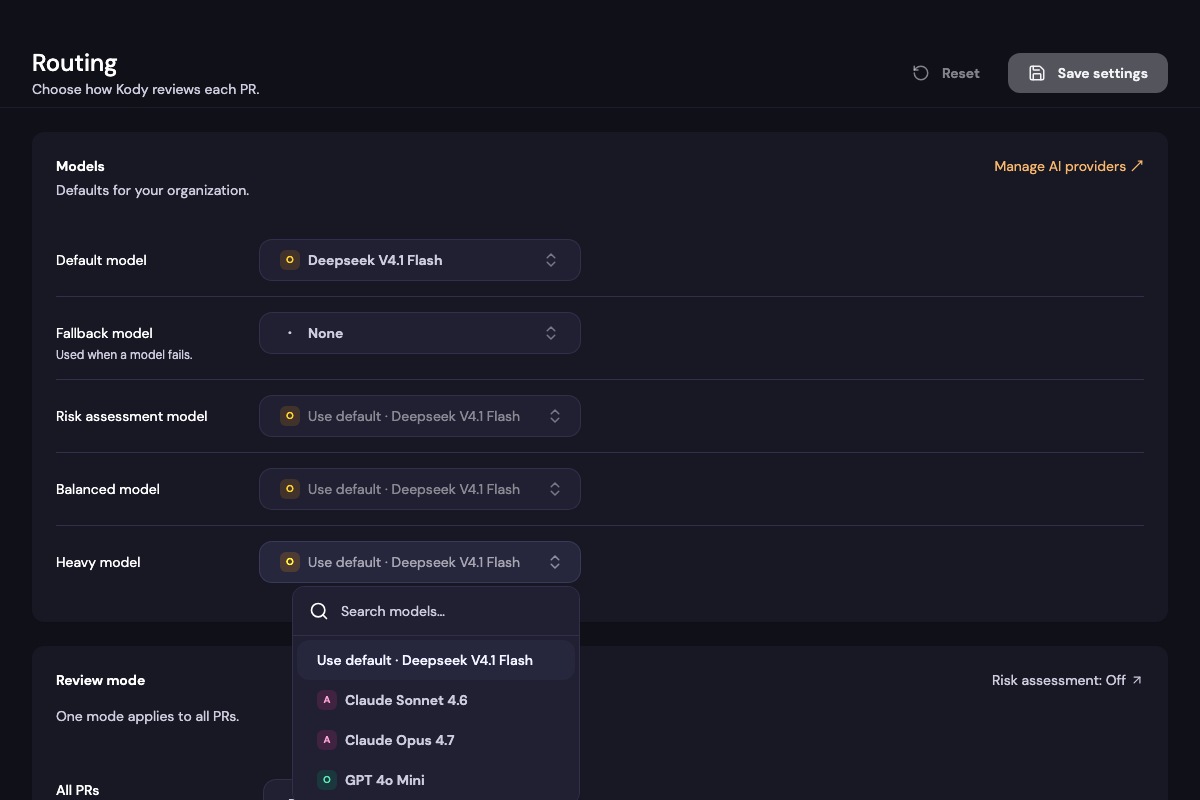 Routing
Choose how Kody reviews each PR.
Reset
Save settings
Models
Manage AI providers ↗
Defaults for your organization.
Default model
O Deepseek V4.1 Flash
Fallback model
Used when a model fails.
· None
Risk assessment model
O Use default · Deepseek V4.1 Flash
Balanced model
O Use default · Deepseek V4.1 Flash
Heavy model
O Use default · Deepseek V4.1 Flash
Search models...
Use default · Deepseek V4.1 Flash
A Claude Sonnet 4.6
A Claude Opus 4.7
O GPT 4o Mini
Review mode
Risk assessment: Off ↗
One mode applies to all PRs.
All PRs